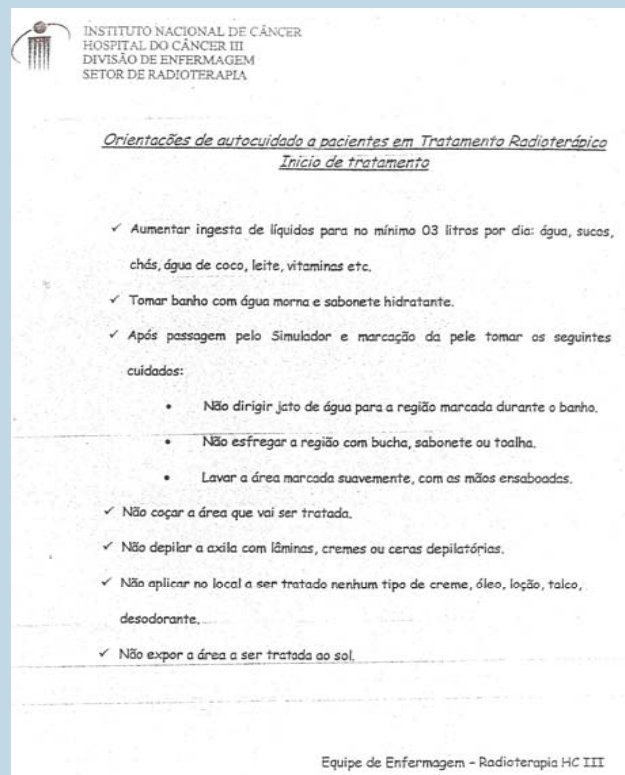 INSTITUTO NACIONAL DE CÂNCER
HOSPITAL DO CÂNCER III
DIVISÃO DE ENFERMAGEM
SETOR DE RADIOTERAPIA
Orientacões de autocuidado a pacientes em Tratamento Radioterápico
Inicio de tratamento
✓ Aumentar ingesta de líquidos para no mínimo 03 litros por dia: água, sucos,
chás, água de coco, leite, vitaminas etc.
✓ Tomar banho com água morna e sabonete hidratante.
✓ Após passagem pelo Simulador e marcação da pele tomar os seguintes
cuidados:
• Não dirigir jato de água para a região marcada durante o banho.
• Não esfregar a região com bucha, sabonete ou toalha.
• Lavar a área marcada suavemente, com as mãos ensaboadas.
✓ Não coçar a área que vai ser tratada.
✓ Não depilar a axila com lâminas, cremes ou ceras depilatórias.
✓ Não aplicar no local a ser tratado nenhum tipo de creme, óleo, loção, talco,
desodorante.
✓ Não expor a área a ser tratada ao sol.
Equipe de Enfermagem - Radioterapia HC III